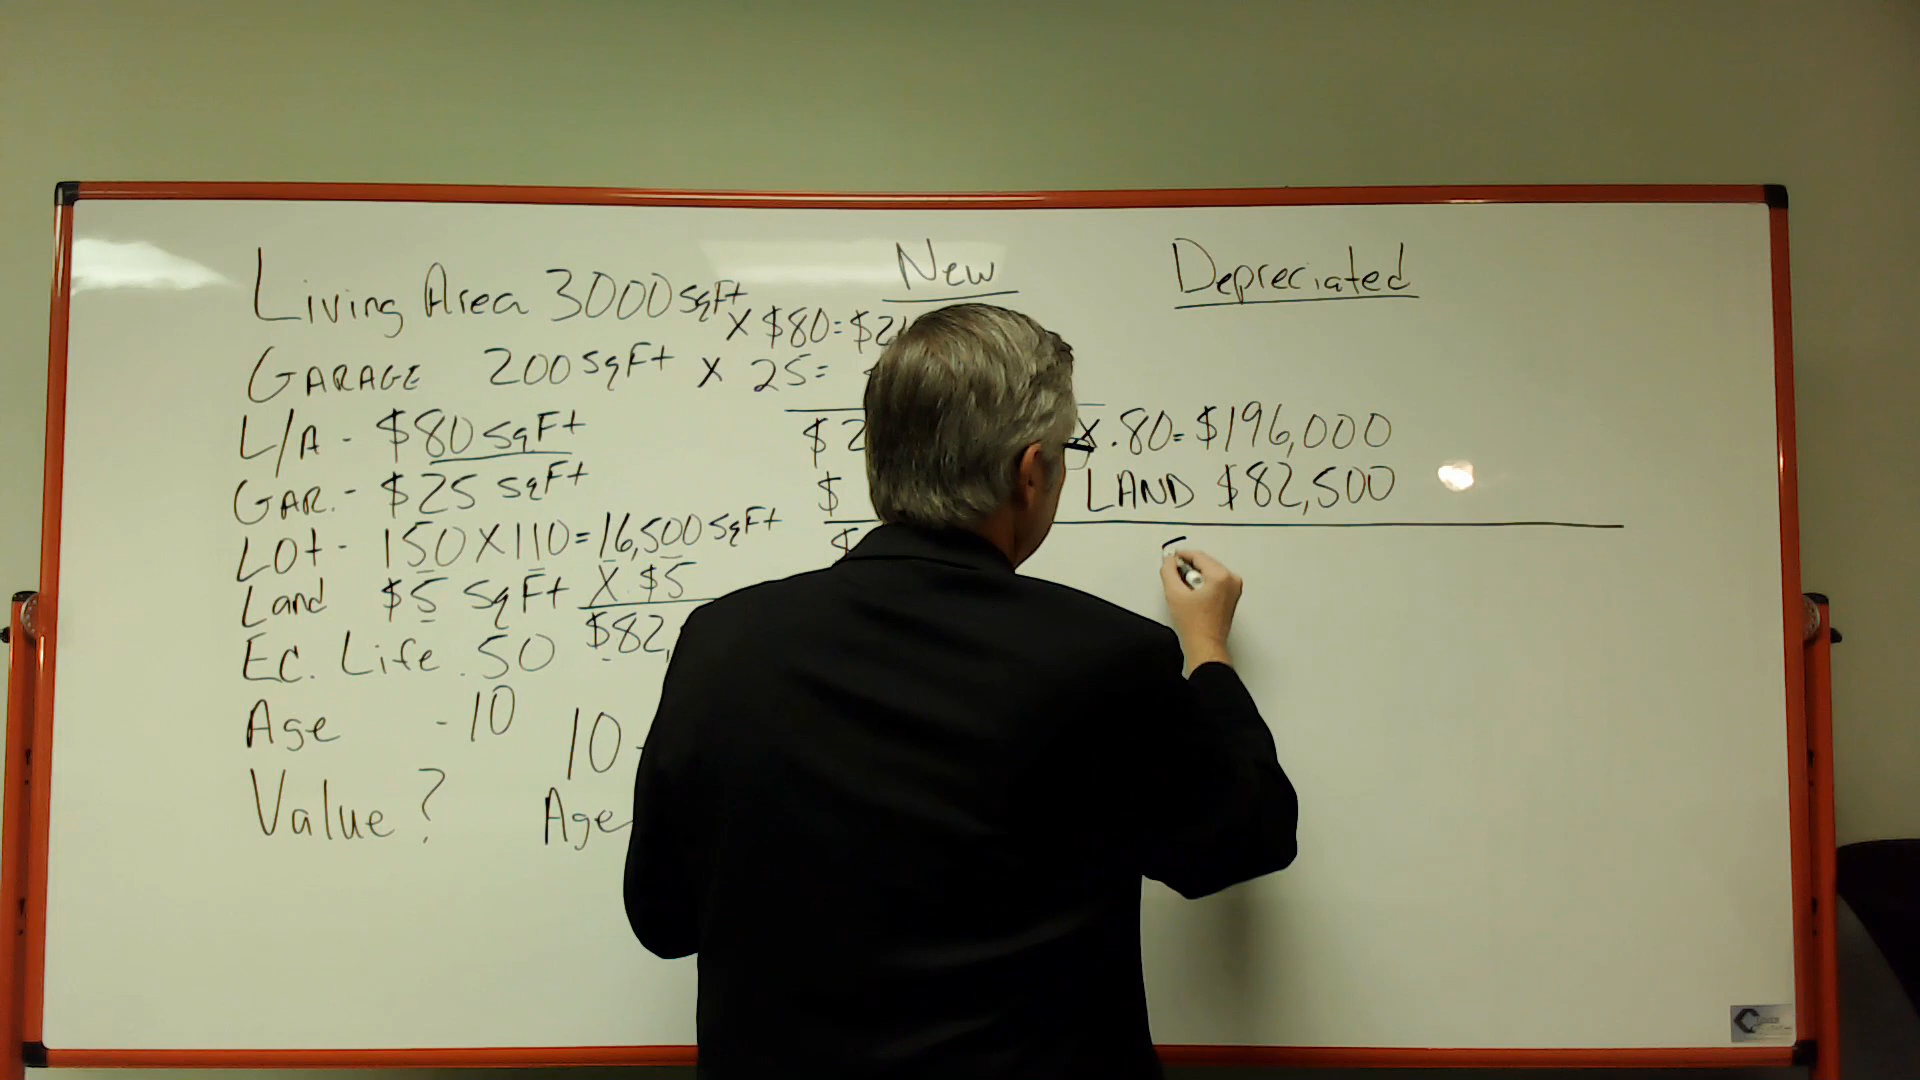 New
Depreciated
Living Area 3000 sqFt
X $80=$2
GARAGE 200 sqFt X 25=
L/A - $80 sqFt
$2
X .80= $196,000
GAR. - $25 sqFt
$
LAND $82,500
LOt - 150X110=16,500 sqFt
$
Land $5 sqFt X $5
$82,
Ec. Life . 50
Age - 10
10
Value ?
Age